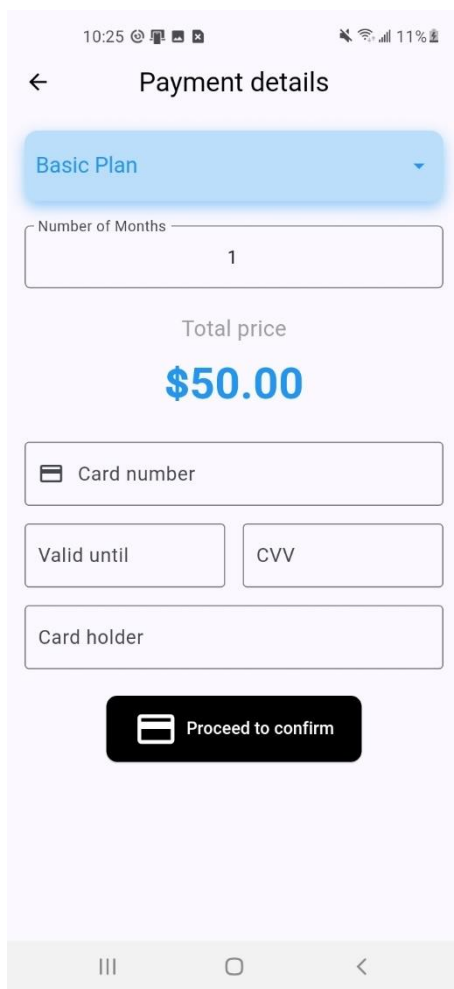 10:25 11%
Payment details
Basic Plan
Number of Months
1
Total price
$50.00
Card number
Valid until CVV
Card holder
Proceed to confirm